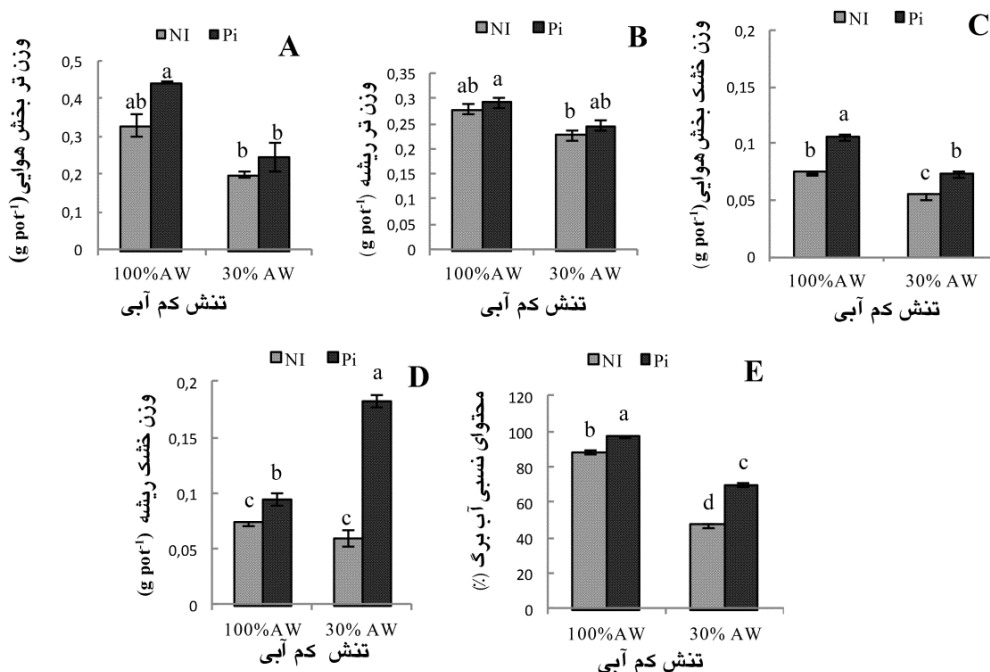 NI Pi
A
وزن تر بخش هوایی (g pot⁻¹)
0,5
0,4
0,3
0,2
0,1
0
ab a b b
100%AW 30% AW
تنش کم آبی
NI Pi
B
وزن تر ریشه (g pot⁻¹)
0,35
0,3
0,25
0,2
0,15
0,1
0,05
0
ab a b ab
100%AW 30% AW
تنش کم آبی
NI Pi
C
وزن خشک بخش هوایی (g pot⁻¹)
0,2
0,15
0,1
0,05
0
b a c b
100%AW 30% AW
تنش کم آبی
NI Pi
D
وزن خشک ریشه (g pot⁻¹)
0,2
0,15
0,1
0,05
0
c b c a
100%AW 30% AW
تنش کم آبی
NI Pi
E
محتوای نسبی آب برگ (٪)
120
100
80
60
40
20
0
b a d c
100%AW 30% AW
تنش کم آبی